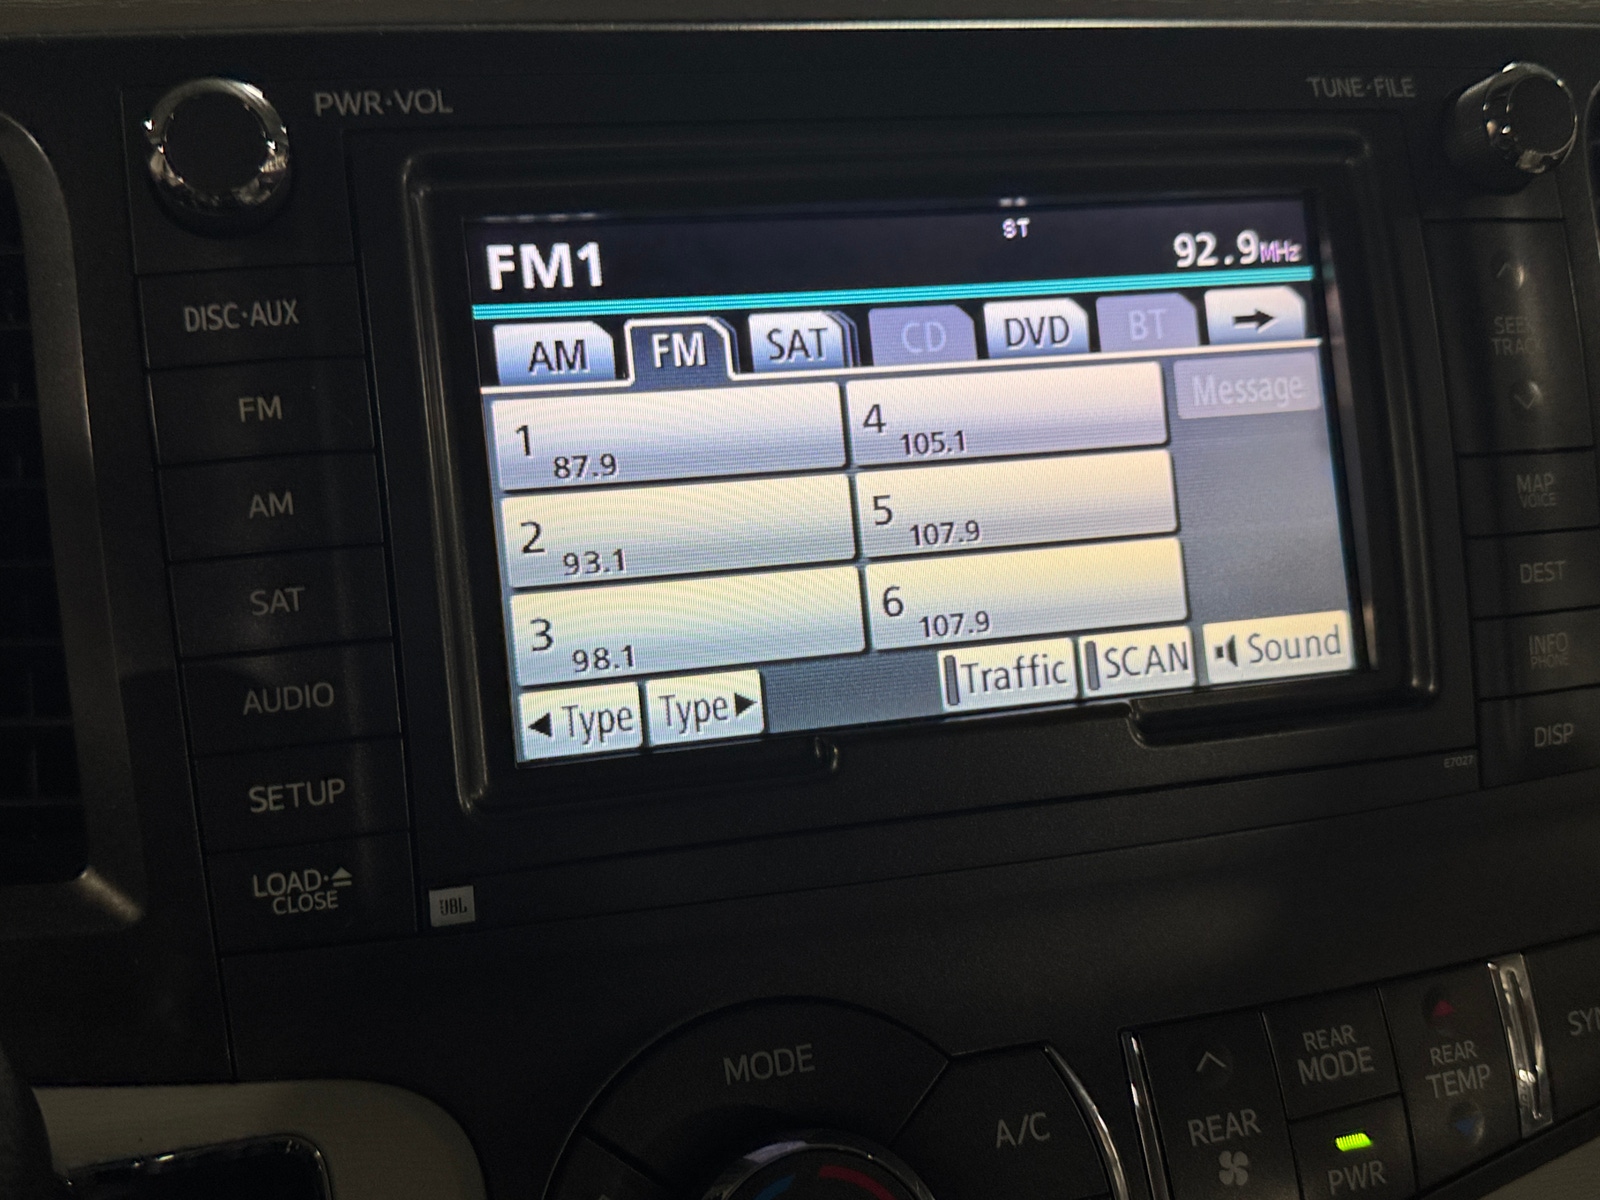 PWR·VOL
TUNE·FILE
DISC·AUX
FM
AM
SAT
AUDIO
SETUP
LOAD·⏏
CLOSE
JBL
FM1
ST
92.9MHz
AM
FM
SAT
CD
DVD
BT
➞
1
87.9
2
93.1
3
98.1
4
105.1
5
107.9
6
107.9
Message
◀ Type
Type ▶
Traffic
SCAN
Sound
SEEK
TRACK
MAP
VOICE
DEST
INFO
PHONE
DISP
E7027
MODE
A/C
REAR
REAR
MODE
PWR
REAR
TEMP